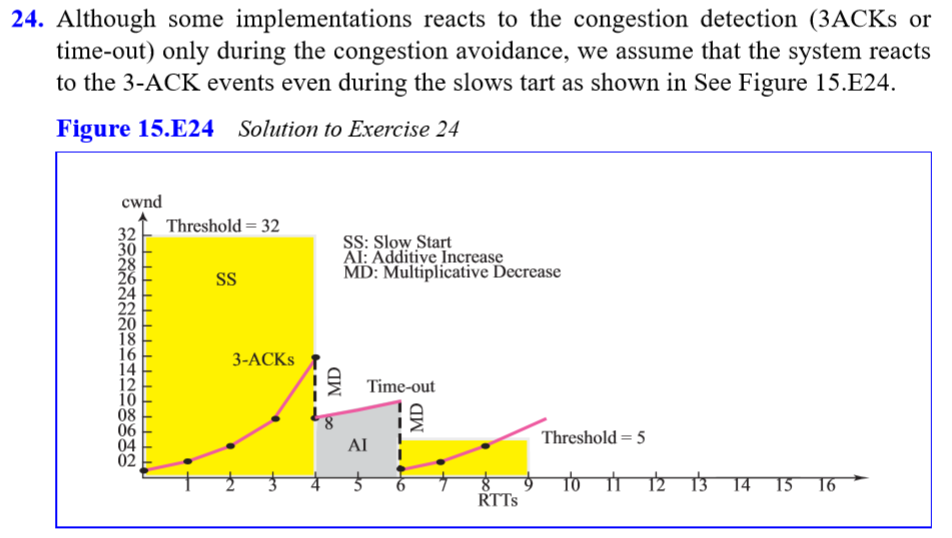 24. Although some implementations reacts to the congestion detection (3ACKs or
time-out) only during the congestion avoidance, we assume that the system reacts
to the 3-ACK events even during the slows tart as shown in See Figure 15.E24.
Figure 15.E24 Solution to Exercise 24
cwnd
Threshold = 32
32
30
28
26
24
22
20
18
16
14
12
10
08
06
04
02
SS: Slow Start
AI: Additive Increase
MD: Multiplicative Decrease
SS
3-ACKs
MD
Time-out
8
MD
AI
Threshold = 5
1 2 3 4 5 6 7 8 9 10 11 12 13 14 15 16
RTTs